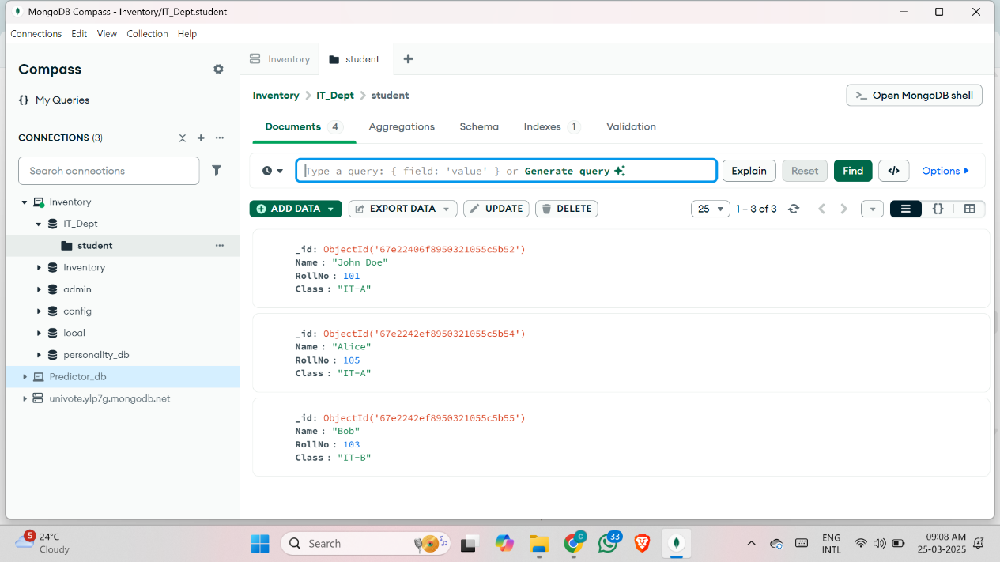 MongoDB Compass - Inventory/IT_Dept.student
Connections Edit View Collection Help
Compass
{} My Queries
CONNECTIONS (3)
Search connections
Inventory
IT_Dept
student
Inventory
admin
config
local
personality_db
Predictor_db
univote.ylp7g.mongodb.net
Inventory student
Inventory > IT_Dept > student
>_ Open MongoDB shell
Documents 4 Aggregations Schema Indexes 1 Validation
Type a query: { field: 'value' } or Generate query
Explain Reset Find </> Options
ADD DATA EXPORT DATA UPDATE DELETE
25 1 – 3 of 3 {}
_id: ObjectId('67e22406f8950321055c5b52')
Name : "John Doe"
RollNo : 101
Class : "IT-A"
_id: ObjectId('67e2242ef8950321055c5b54')
Name : "Alice"
RollNo : 105
Class : "IT-A"
_id: ObjectId('67e2242ef8950321055c5b55')
Name : "Bob"
RollNo : 103
Class : "IT-B"
5 24°C
Cloudy
Search
C
33
ENG
INTL
09:08 AM
25-03-2025